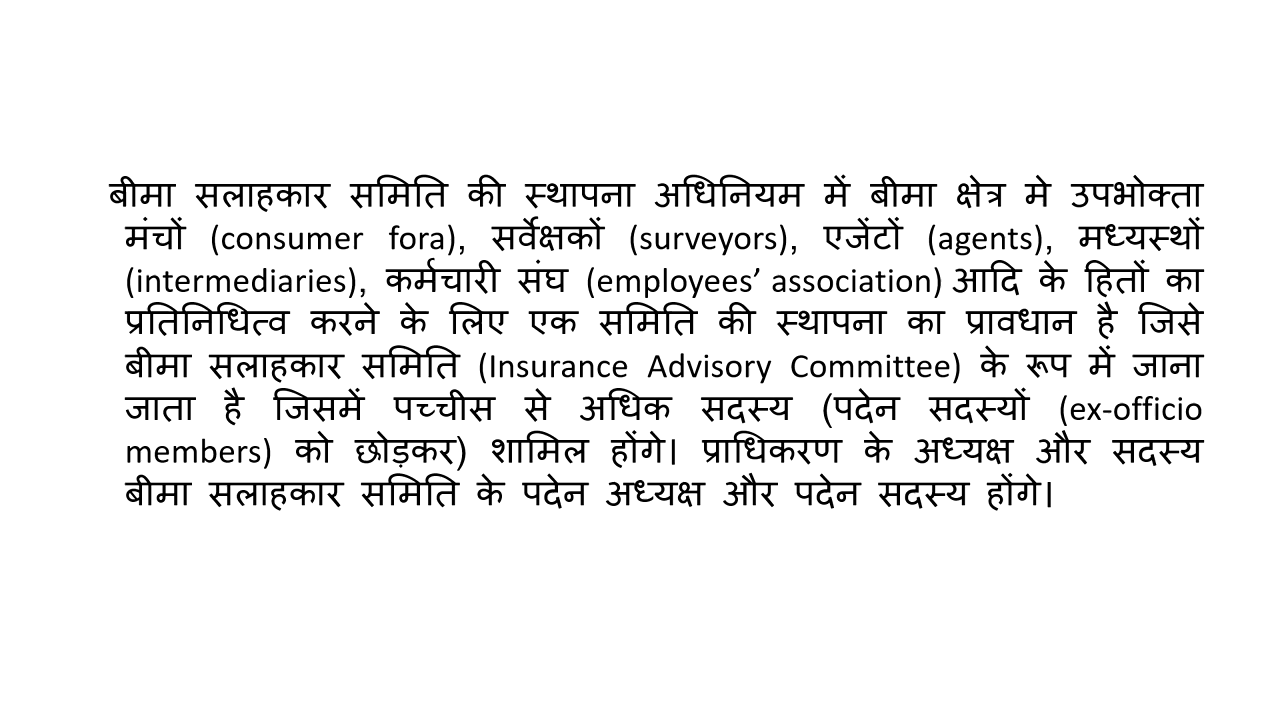 बीमा सलाहकार समिति की स्थापना अधिनियम में बीमा क्षेत्र मे उपभोक्ता
मंचों (consumer fora), सर्वेक्षकों (surveyors), एजेंटों (agents), मध्यस्थों
(intermediaries), कर्मचारी संघ (employees’ association) आदि के हितों का
प्रतिनिधित्व करने के लिए एक समिति की स्थापना का प्रावधान है जिसे
बीमा सलाहकार समिति (Insurance Advisory Committee) के रूप में जाना
जाता है जिसमें पच्चीस से अधिक सदस्य (पदेन सदस्यों (ex-officio
members) को छोड़कर) शामिल होंगे। प्राधिकरण के अध्यक्ष और सदस्य
बीमा सलाहकार समिति के पदेन अध्यक्ष और पदेन सदस्य होंगे।